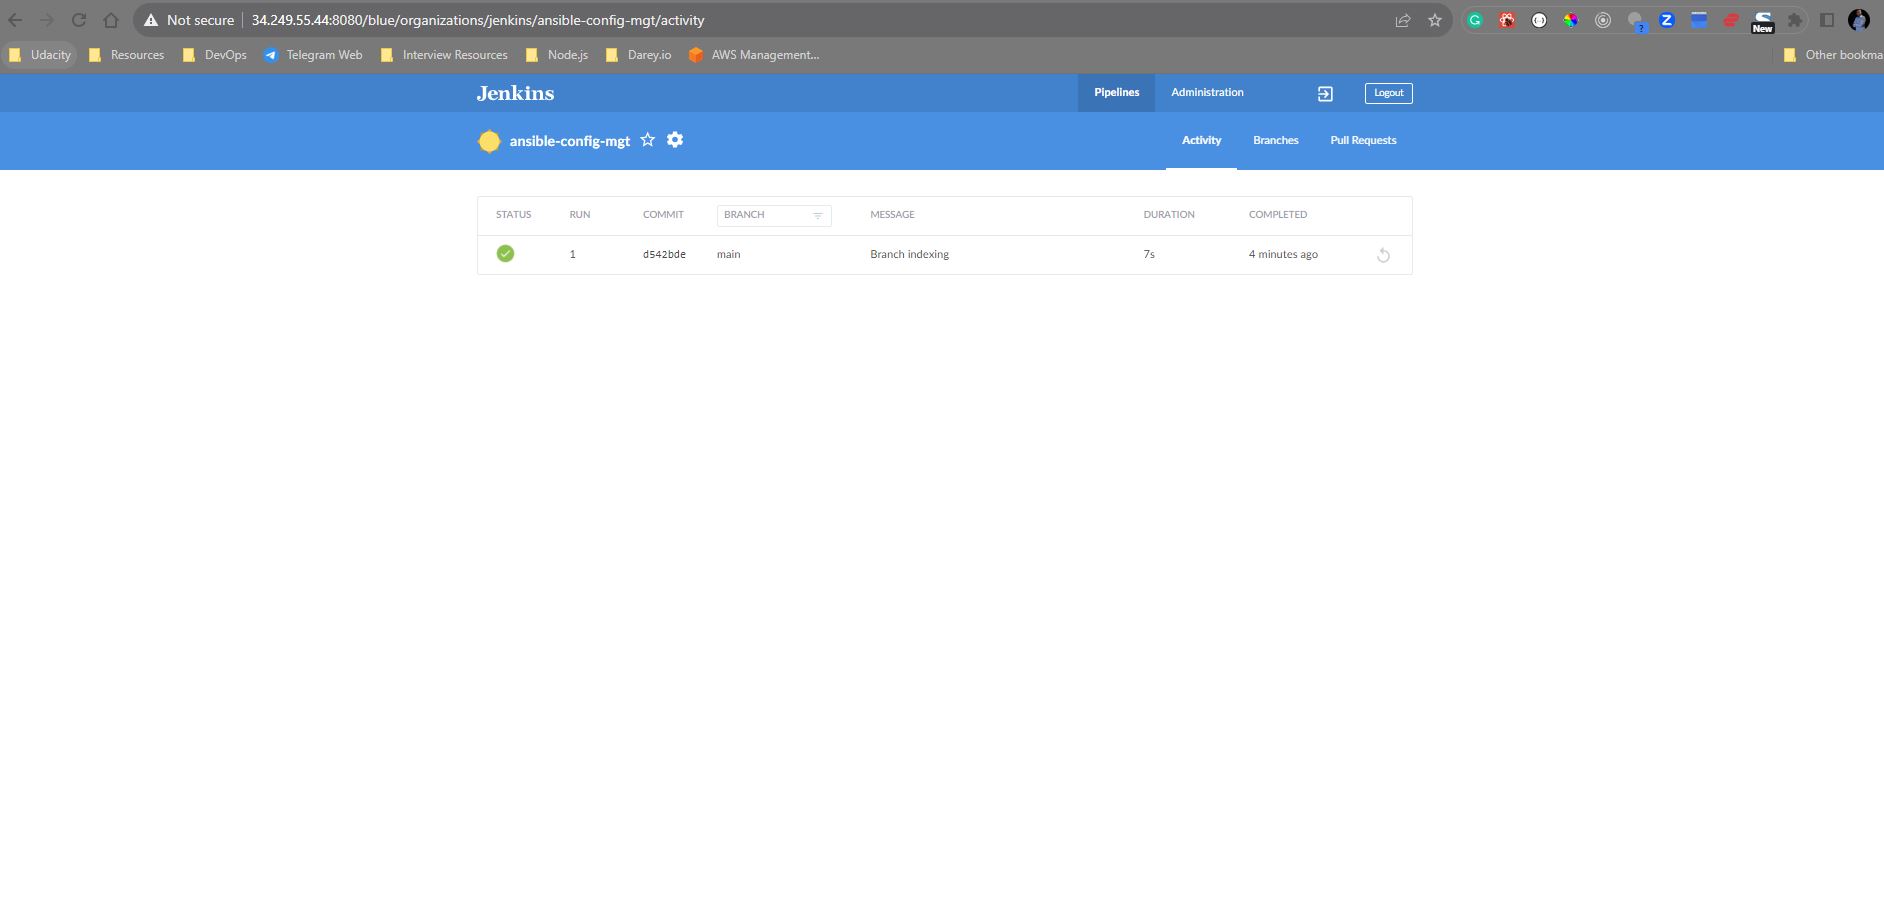 Not secure 34.249.55.44:8080/blue/organizations/jenkins/ansible-config-mgt/activity
New
Udacity Resources DevOps Telegram Web Interview Resources Node.js Darey.io AWS Management... Other bookma
Jenkins Pipelines Administration Logout
ansible-config-mgt Activity Branches Pull Requests
STATUS RUN COMMIT BRANCH MESSAGE DURATION COMPLETED
1 d542bde main Branch indexing 7s 4 minutes ago